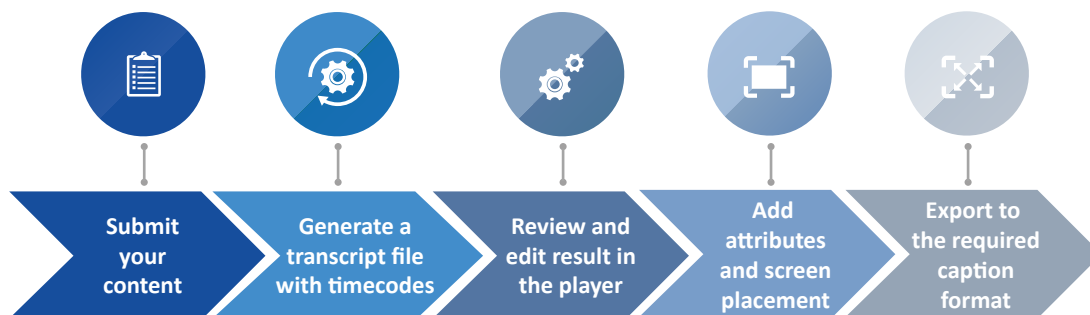 Submit
your
content
Generate a
transcript file
with timecodes
Review and
edit result in
the player
Add
attributes
and screen
placement
Export to
the required
caption
format